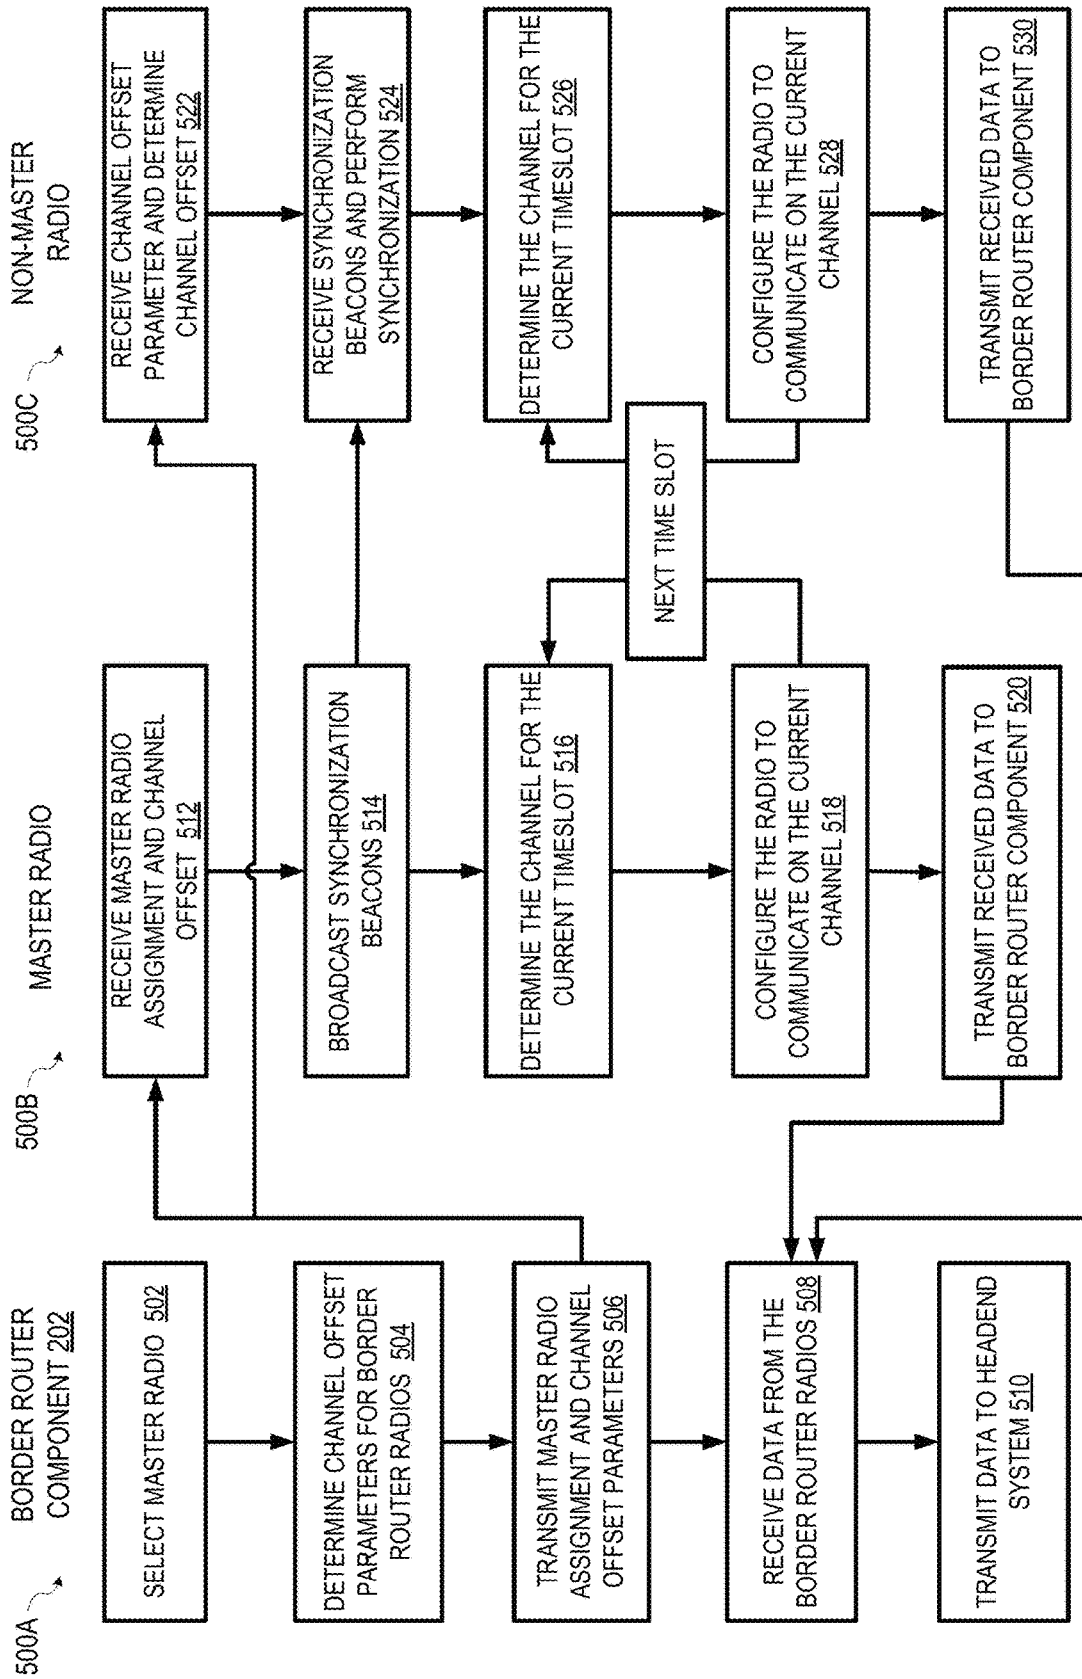 500A
BORDER ROUTER
COMPONENT 202
SELECT MASTER RADIO 502
DETERMINE CHANNEL OFFSET
PARAMETERS FOR BORDER
ROUTER RADIOS 504
TRANSMIT MASTER RADIO
ASSIGNMENT AND CHANNEL
OFFSET PARAMETERS 506
RECEIVE DATA FROM THE
BORDER ROUTER RADIOS 508
TRANSMIT DATA TO HEADEND
SYSTEM 510
500B
MASTER RADIO
RECEIVE MASTER RADIO
ASSIGNMENT AND CHANNEL
OFFSET 512
BROADCAST SYNCHRONIZATION
BEACONS 514
DETERMINE THE CHANNEL FOR THE
CURRENT TIMESLOT 516
CONFIGURE THE RADIO TO
COMMUNICATE ON THE CURRENT
CHANNEL 518
TRANSMIT RECEIVED DATA TO
BORDER ROUTER COMPONENT 520
NEXT TIME SLOT
500C
NON-MASTER
RADIO
RECEIVE CHANNEL OFFSET
PARAMETER AND DETERMINE
CHANNEL OFFSET 522
RECEIVE SYNCHRONIZATION
BEACONS AND PERFORM
SYNCHRONIZATION 524
DETERMINE THE CHANNEL FOR THE
CURRENT TIMESLOT 526
CONFIGURE THE RADIO TO
COMMUNICATE ON THE CURRENT
CHANNEL 528
TRANSMIT RECEIVED DATA TO
BORDER ROUTER COMPONENT 530